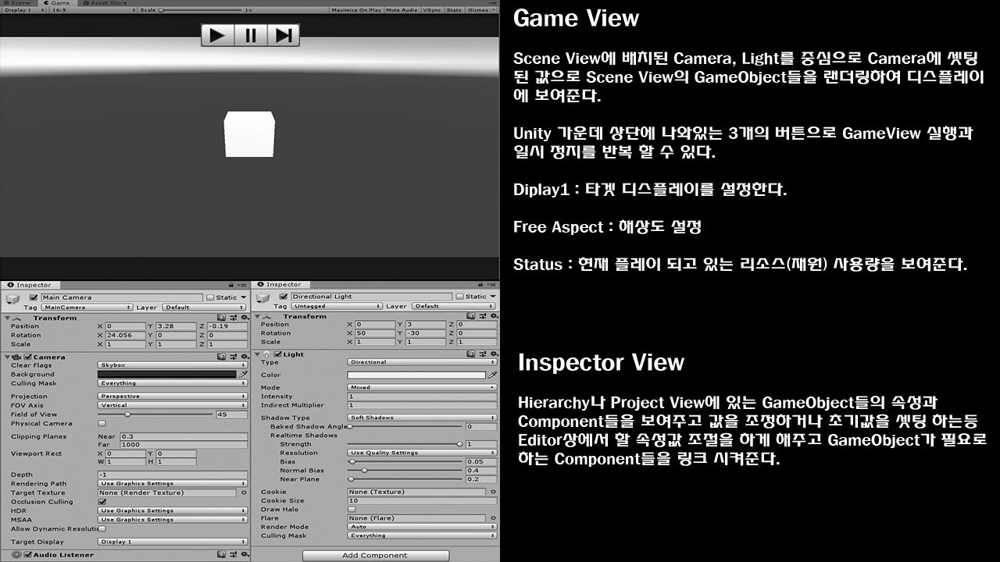 Scene
Game
Asset Store
Display 1
16:9
Scale
1x
Maximize On Play
Mute Audio
VSync
Stats
Gizmos
Game View
Scene View에 배치된 Camera, Light를 중심으로 Camera에 셋팅
된 값으로 Scene View의 GameObject들을 랜더링하여 디스플레이
에 보여준다.
Unity 가운데 상단에 나와있는 3개의 버튼으로 GameView 실행과
일시 정지를 반복 할 수 있다.
Diplay1 : 타겟 디스플레이를 설정한다.
Free Aspect : 해상도 설정
Status : 현재 플레이 되고 있는 리소스(재원) 사용량을 보여준다.
Inspector
Main Camera
Static
Tag MainCamera Layer Default
Transform
Position X 0 Y 3.28 Z -0.19
Rotation X 24.056 Y 0 Z 0
Scale X 1 Y 1 Z 1
Camera
Clear Flags Skybox
Background
Culling Mask Everything
Projection Perspective
FOV Axis Vertical
Field of View 45
Physical Camera
Clipping Planes Near 0.3
Far 1000
Viewport Rect X 0 Y 0
W 1 H 1
Depth -1
Rendering Path Use Graphics Settings
Target Texture None (Render Texture)
Occlusion Culling
HDR Use Graphics Settings
MSAA Use Graphics Settings
Allow Dynamic Resolutio
Target Display Display 1
Audio Listener
Inspector
Directional Light
Static
Tag Untagged Layer Default
Transform
Position X 0 Y 3 Z 0
Rotation X 50 Y -30 Z 0
Scale X 1 Y 1 Z 1
Light
Type Directional
Color
Mode Mixed
Intensity 1
Indirect Multiplier 1
Shadow Type Soft Shadows
Baked Shadow Angle 0
Realtime Shadows
Strength 1
Resolution Use Quality Settings
Bias 0.05
Normal Bias 0.4
Near Plane 0.2
Cookie None (Texture)
Cookie Size 10
Draw Halo
Flare None (Flare)
Render Mode Auto
Culling Mask Everything
Add Component
Inspector View
Hierarchy나 Project View에 있는 GameObject들의 속성과
Component들을 보여주고 값을 조정하거나 초기값을 셋팅 하는등
Editor상에서 할 속성값 조절을 하게 해주고 GameObject가 필요로
하는 Component들을 링크 시켜준다.